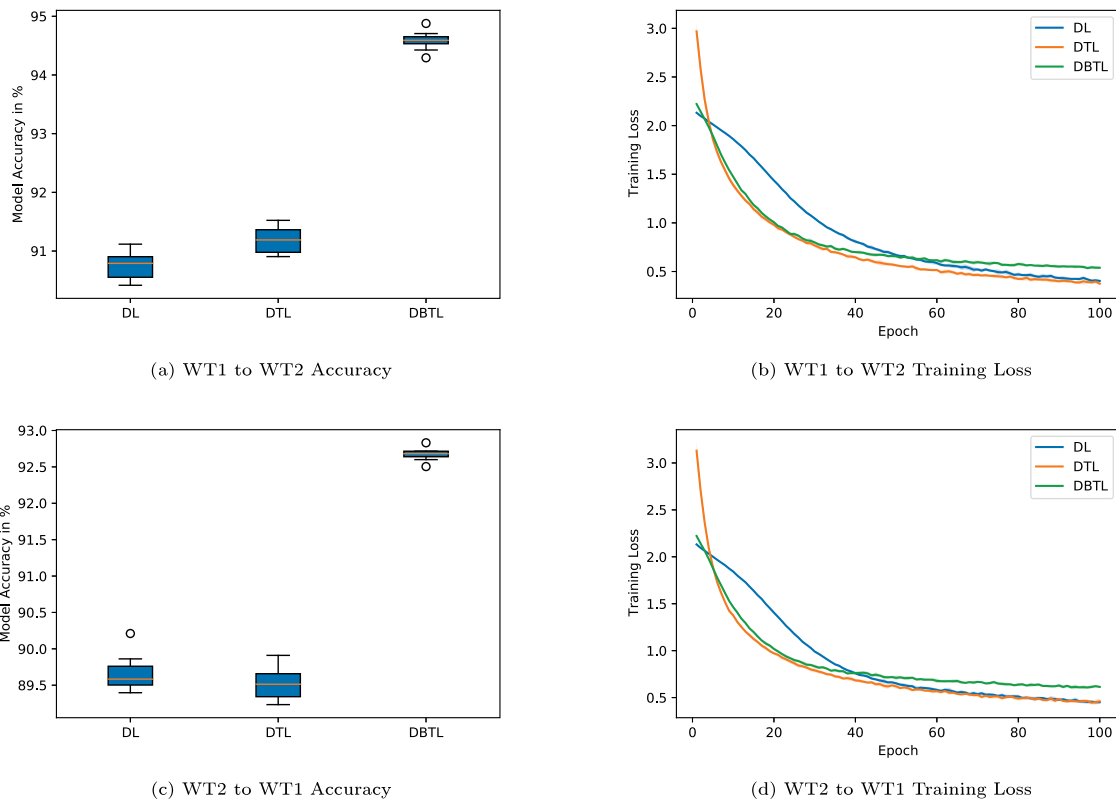 95
94
93
92
91
Model Accuracy in %
DL
DTL
DBTL
(a) WT1 to WT2 Accuracy
3.0
2.5
2.0
1.5
1.0
0.5
Training Loss
DL
DTL
DBTL
0
20
40
60
80
100
Epoch
(b) WT1 to WT2 Training Loss
93.0
92.5
92.0
91.5
91.0
90.5
90.0
89.5
Model Accuracy in %
DL
DTL
DBTL
(c) WT2 to WT1 Accuracy
3.0
2.5
2.0
1.5
1.0
0.5
Training Loss
DL
DTL
DBTL
0
20
40
60
80
100
Epoch
(d) WT2 to WT1 Training Loss